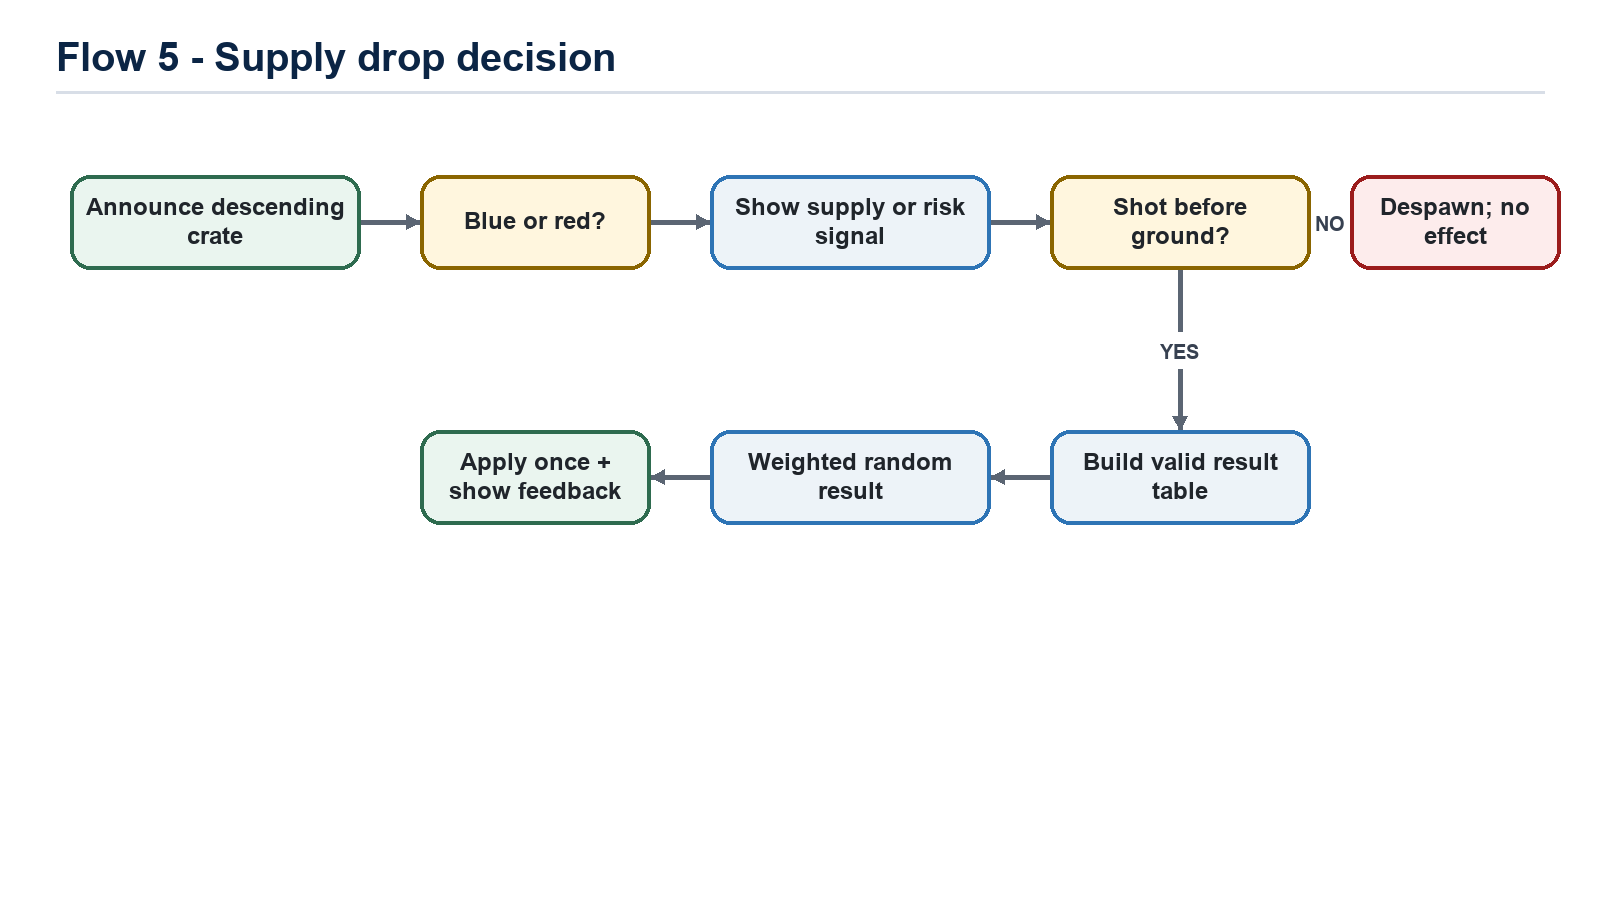 Flow 5 - Supply drop decision
Announce descending
crate
Blue or red?
Show supply or risk
signal
Shot before
ground?
NO
Despawn; no
effect
YES
Apply once +
show feedback
Weighted random
result
Build valid result
table